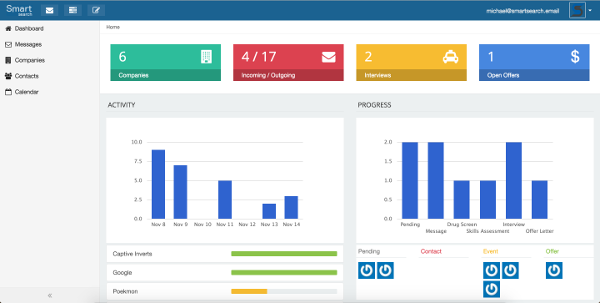 Smart
search
michael@smartsearch.email
Dashboard
Messages
Companies
Contacts
Calendar
«
Home
6
Companies
4 / 17
Incoming / Outgoing
2
Interviews
$
1
Open Offers
ACTIVITY
10.0
7.5
5.0
2.5
0.0
Nov 8 Nov 9 Nov 10 Nov 11 Nov 12 Nov 13 Nov 14
Captive Inverts
Google
Poekmon
PROGRESS
2.0
1.5
1.0
0.5
0.0
Pending Drug Screen Interview
Message Skills Assessment Offer Letter
Pending Contact Event Offer